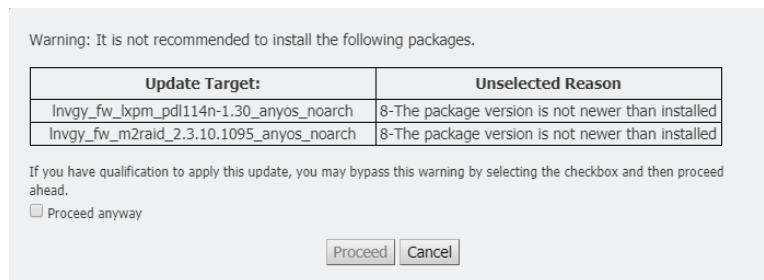 Warning: It is not recommended to install the following packages.
Update Target: Unselected Reason
lnvgy_fw_lxpm_pdl114n-1.30_anyos_noarch 8-The package version is not newer than installed
lnvgy_fw_m2raid_2.3.10.1095_anyos_noarch 8-The package version is not newer than installed
If you have qualification to apply this update, you may bypass this warning by selecting the checkbox and then proceed
ahead.
Proceed anyway
Proceed Cancel